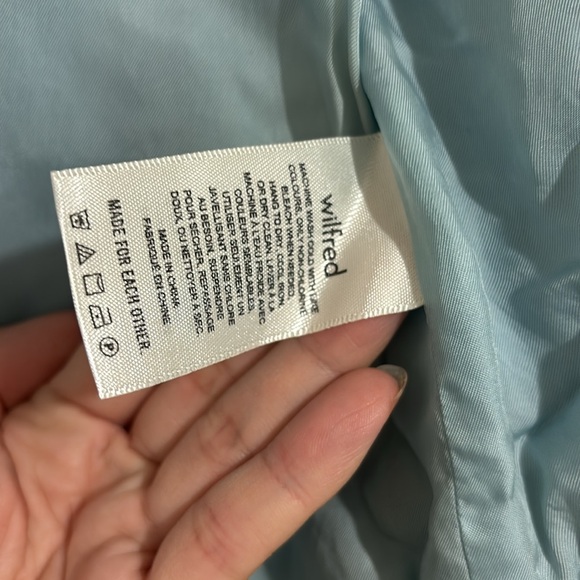 wilfred
MACHINE WASH COLD WITH LIKE
COLOURS, ONLY NON-CHLORINE
BLEACH WHEN NEEDED,
HANG TO DRY, COOL IRON
OR DRY CLEAN. LAVER À LA
MACHINE À L'EAU FROIDE AVEC
COULEURS SEMBLABLES,
UTILISER SEULEMENT UN
JAVELLISANT SANS CHLORE
AU BESOIN, SUSPENDRE
POUR SÉCHER, REPASSAGE
DOUX, OU NETTOYER À SEC.
MADE IN CHINA
FABRIQUÉ EN CHINE
MADE FOR EACH OTHER.
P